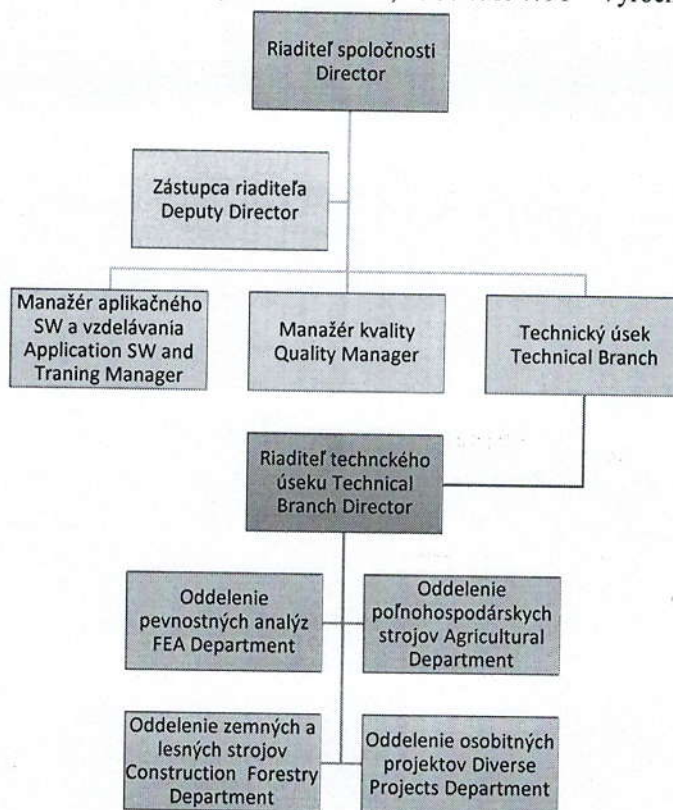 Riaditeľ spoločnosti
Director
Zástupca riaditeľa
Deputy Director
Manažér aplikačného
SW a vzdelávania
Application SW and
Traning Manager
Manažér kvality
Quality Manager
Technický úsek
Technical Branch
Riaditeľ technckého
úseku Technical
Branch Director
Oddelenie
pevnostných analýz
FEA Department
Oddelenie
poľnohospodárskych
strojov Agricultural
Department
Oddelenie zemných a
lesných strojov
Construction Forestry
Department
Oddelenie osobitných
projektov Diverse
Projects Department